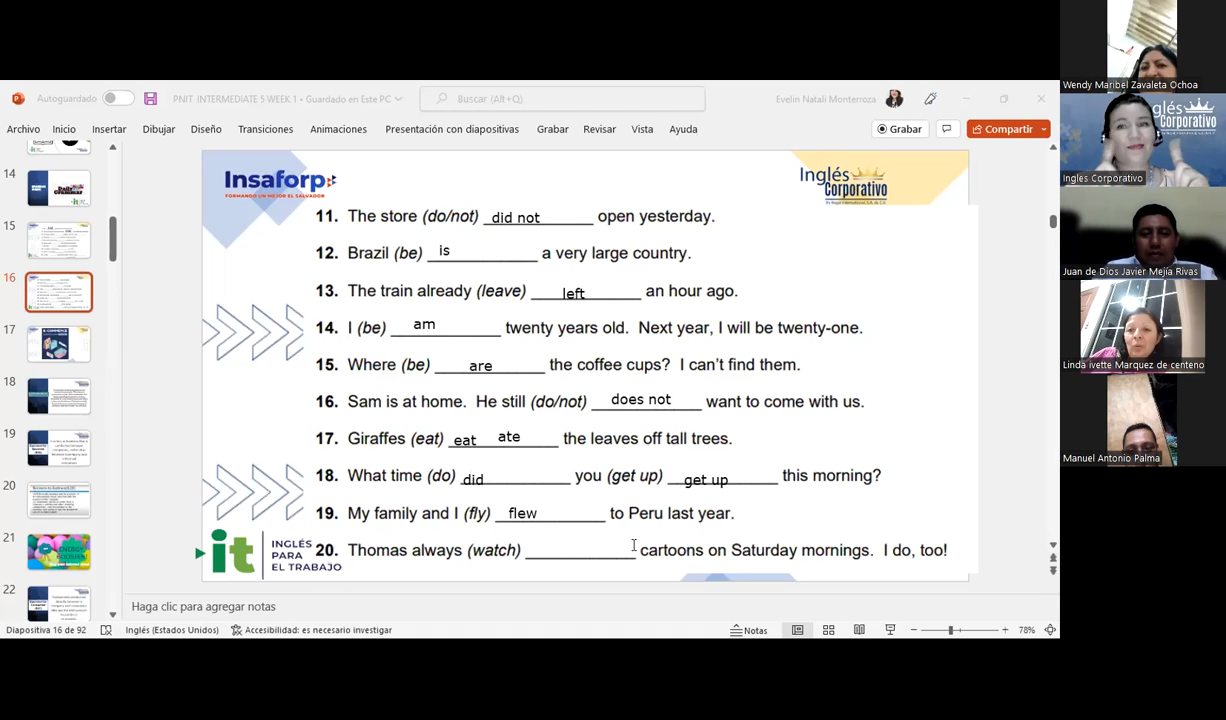 Autoguardado
PNIT INTERMEDIATE 5 WEEK 1 • Guardado en Este PC
Buscar (Alt+Q)
Evelin Natali Monterroza
Archivo Inicio Insertar Dibujar Diseño Transiciones Animaciones Presentación con diapositivas Grabar Revisar Vista Ayuda
Grabar
Compartir
14
15
16
17
18
19
20
21
22
Insaforp
FORMANDO UN MEJOR EL SALVADOR
Inglés
Corporativo
11. The store (do/not) did not open yesterday.
12. Brazil (be) is a very large country.
13. The train already (leave) left an hour ago.
14. I (be) am twenty years old. Next year, I will be twenty-one.
15. Where (be) are the coffee cups? I can't find them.
16. Sam is at home. He still (do/not) does not want to come with us.
17. Giraffes (eat) eat ate the leaves off tall trees.
18. What time (do) did you (get up) get up this morning?
19. My family and I (fly) flew to Peru last year.
20. Thomas always (watch) cartoons on Saturday mornings. I do, too!
it INGLÉS
PARA
EL TRABAJO
Haga clic para agregar notas
Diapositiva 16 de 92
Inglés (Estados Unidos)
Accesibilidad: es necesario investigar
Notas
78%
Wendy Maribel Zavaleta Ochoa
Corporativo
Inglés Corporativo
Juan de Dios Javier Mejía Rivas
Linda ivette Marquez de centeno
Manuel Antonio Palma